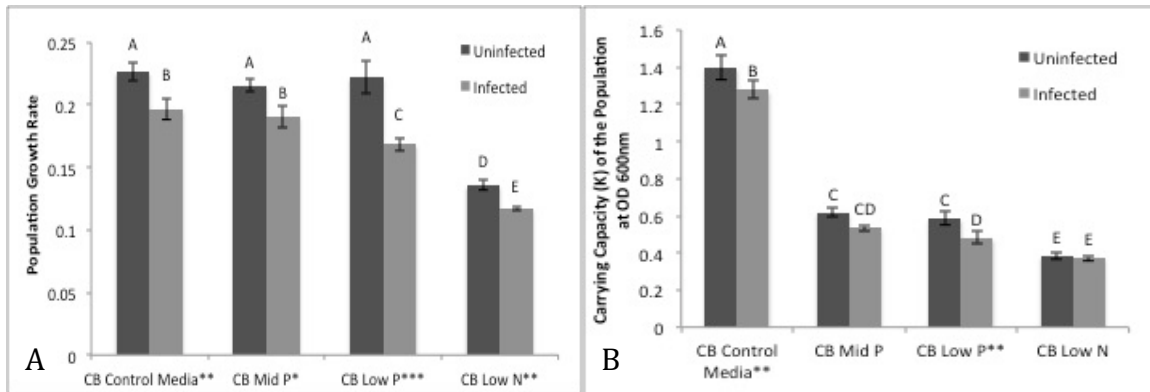 0.25
0.2
0.15
0.1
0.05
0
Population Growth Rate
A
B
A
B
A
C
D
E
Uninfected
Infected
CB Control Media**
CB Mid P*
CB Low P***
CB Low N**
A
1.6
1.4
1.2
1
0.8
0.6
0.4
0.2
0
Carrying Capacity (K) of the Population
at OD 600nm
A
B
C
CD
C
D
E
E
Uninfected
Infected
CB Control
Media**
CB Mid P
CB Low P**
CB Low N
B